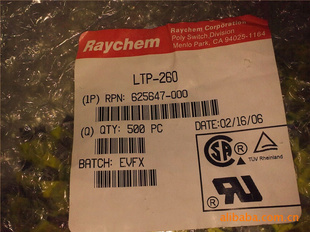 Raychem
Raychem Corporation
Poly Switch Division
Menlo Park, CA 94025-1164
LTP-260
(1P) RPN: 625647-000
(Q) QTY: 500 PC
DATE:02/16/06
BATCH: EVFX
TUV Rheinland